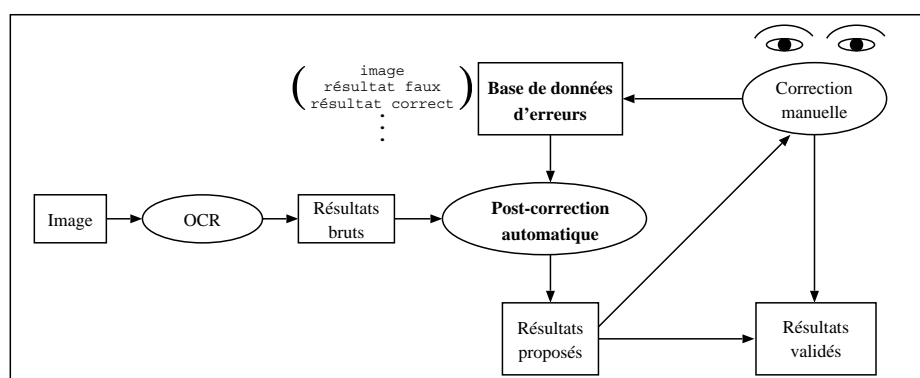 image
résultat faux
résultat correct
Base de données
d'erreurs
Correction
manuelle
Image
OCR
Résultats
bruts
Post-correction
automatique
Résultats
proposés
Résultats
validés